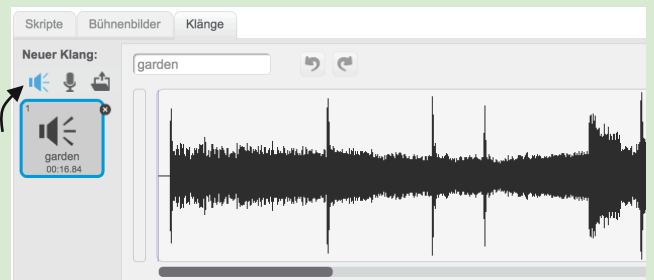 Skripte Bühnenbilder Klänge
Neuer Klang:
garden
1
garden
00:16.84